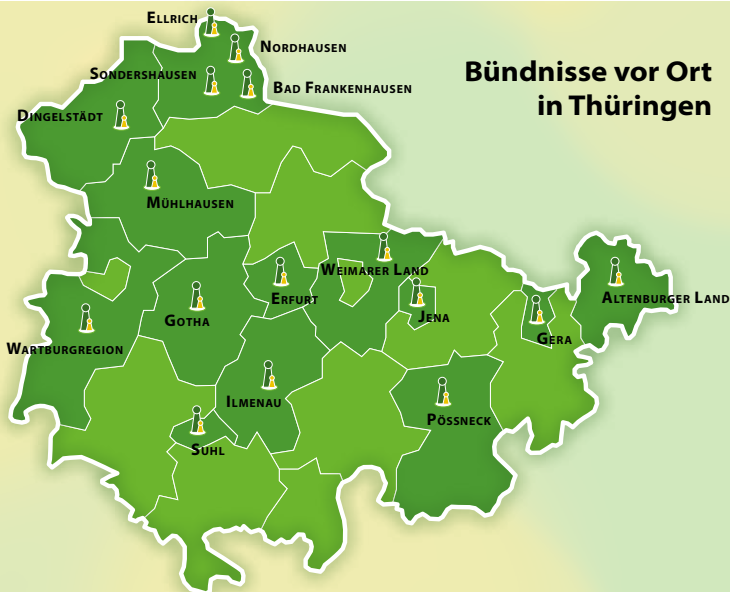 Ellrich
Nordhausen
Sondershausen
Bad Frankenhausen
Bündnisse vor Ort
in Thüringen
Dingelstädt
Mühlhausen
Weimarer Land
Erfurt
Altenburger Land
Gotha
Jena
Gera
Wartburgregion
Ilmenau
Pößneck
Suhl